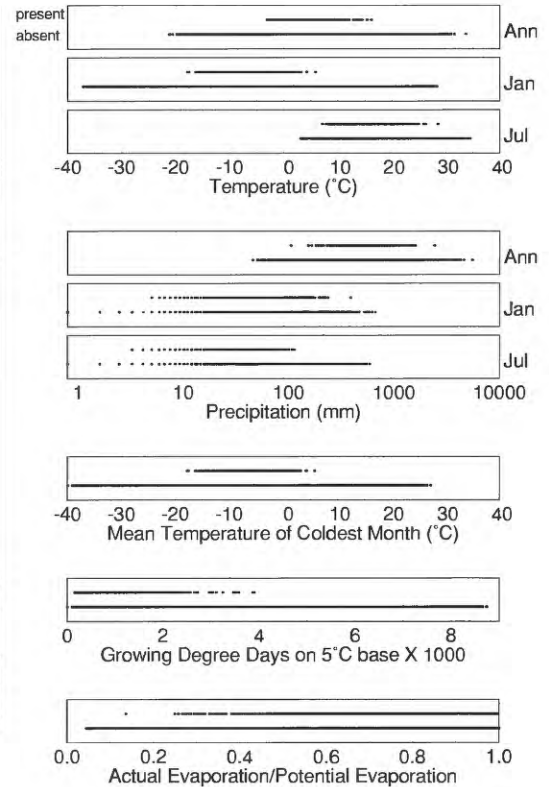 present
absent
Ann
Jan
Jul
-40 -30 -20 -10 0 10 20 30 40
Temperature (˚C)
Ann
Jan
Jul
1 10 100 1000 10000
Precipitation (mm)
-40 -30 -20 -10 0 10 20 30 40
Mean Temperature of Coldest Month (˚C)
0 2 4 6 8
Growing Degree Days on 5˚C base X 1000
0.0 0.2 0.4 0.6 0.8 1.0
Actual Evaporation/Potential Evaporation